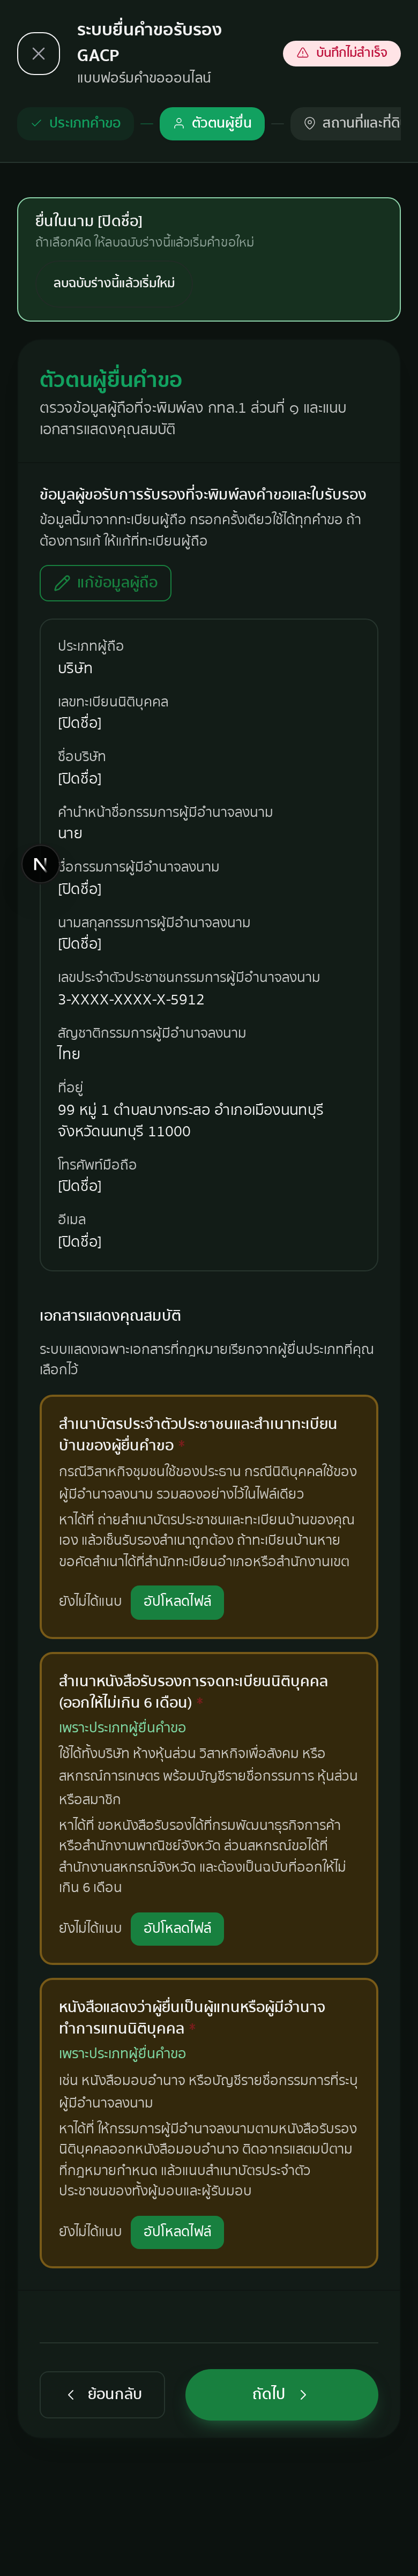 ระบบยื่นคำขอรับรอง
GACP
แบบฟอร์มคำขอออนไลน์
บันทึกไม่สำเร็จ
ประเภทคำขอ
ตัวตนผู้ยื่น
สถานที่และที่ดิ
ยื่นในนาม [ปิดชื่อ]
ถ้าเลือกผิด ให้ลบฉบับร่างนี้แล้วเริ่มคำขอใหม่
ลบฉบับร่างนี้แล้วเริ่มใหม่
ตัวตนผู้ยื่นคำขอ
ตรวจข้อมูลผู้ถือที่จะพิมพ์ลง กทล.1 ส่วนที่ ๑ และแนบ
เอกสารแสดงคุณสมบัติ
ข้อมูลผู้ขอรับการรับรองที่จะพิมพ์ลงคำขอและใบรับรอง
ข้อมูลนี้มาจากทะเบียนผู้ถือ กรอกครั้งเดียวใช้ได้ทุกคำขอ ถ้า
ต้องการแก้ ให้แก้ที่ทะเบียนผู้ถือ
แก้ข้อมูลผู้ถือ
ประเภทผู้ถือ
บริษัท
เลขทะเบียนนิติบุคคล
[ปิดชื่อ]
ชื่อบริษัท
[ปิดชื่อ]
คำนำหน้าชื่อกรรมการผู้มีอำนาจลงนาม
นาย
ชื่อกรรมการผู้มีอำนาจลงนาม
[ปิดชื่อ]
นามสกุลกรรมการผู้มีอำนาจลงนาม
[ปิดชื่อ]
เลขประจำตัวประชาชนกรรมการผู้มีอำนาจลงนาม
3-XXXX-XXXX-X-5912
สัญชาติกรรมการผู้มีอำนาจลงนาม
ไทย
ที่อยู่
99 หมู่ 1 ตำบลบางกระสอ อำเภอเมืองนนทบุรี
จังหวัดนนทบุรี 11000
โทรศัพท์มือถือ
[ปิดชื่อ]
อีเมล
[ปิดชื่อ]
เอกสารแสดงคุณสมบัติ
ระบบแสดงเฉพาะเอกสารที่กฎหมายเรียกจากผู้ยื่นประเภทที่คุณ
เลือกไว้
สำเนาบัตรประจำตัวประชาชนและสำเนาทะเบียน
บ้านของผู้ยื่นคำขอ *
กรณีวิสาหกิจชุมชนใช้ของประธาน กรณีนิติบุคคลใช้ของ
ผู้มีอำนาจลงนาม รวมสองอย่างไว้ในไฟล์เดียว
หาได้ที่ ถ่ายสำเนาบัตรประชาชนและทะเบียนบ้านของคุณ
เอง แล้วเซ็นรับรองสำเนาถูกต้อง ถ้าทะเบียนบ้านหาย
ขอคัดสำเนาได้ที่สำนักทะเบียนอำเภอหรือสำนักงานเขต
ยังไม่ได้แนบ
อัปโหลดไฟล์
สำเนาหนังสือรับรองการจดทะเบียนนิติบุคคล
(ออกให้ไม่เกิน 6 เดือน) *
เพราะประเภทผู้ยื่นคำขอ
ใช้ได้ทั้งบริษัท ห้างหุ้นส่วน วิสาหกิจเพื่อสังคม หรือ
สหกรณ์การเกษตร พร้อมบัญชีรายชื่อกรรมการ หุ้นส่วน
หรือสมาชิก
หาได้ที่ ขอหนังสือรับรองได้ที่กรมพัฒนาธุรกิจการค้า
หรือสำนักงานพาณิชย์จังหวัด ส่วนสหกรณ์ขอได้ที่
สำนักงานสหกรณ์จังหวัด และต้องเป็นฉบับที่ออกให้ไม่
เกิน 6 เดือน
ยังไม่ได้แนบ
อัปโหลดไฟล์
หนังสือแสดงว่าผู้ยื่นเป็นผู้แทนหรือผู้มีอำนาจ
ทำการแทนนิติบุคคล *
เพราะประเภทผู้ยื่นคำขอ
เช่น หนังสือมอบอำนาจ หรือบัญชีรายชื่อกรรมการที่ระบุ
ผู้มีอำนาจลงนาม
หาได้ที่ ให้กรรมการผู้มีอำนาจลงนามตามหนังสือรับรอง
นิติบุคคลออกหนังสือมอบอำนาจ ติดอากรแสตมป์ตาม
ที่กฎหมายกำหนด แล้วแนบสำเนาบัตรประจำตัว
ประชาชนของทั้งผู้มอบและผู้รับมอบ
ยังไม่ได้แนบ
อัปโหลดไฟล์
ย้อนกลับ
ถัดไป